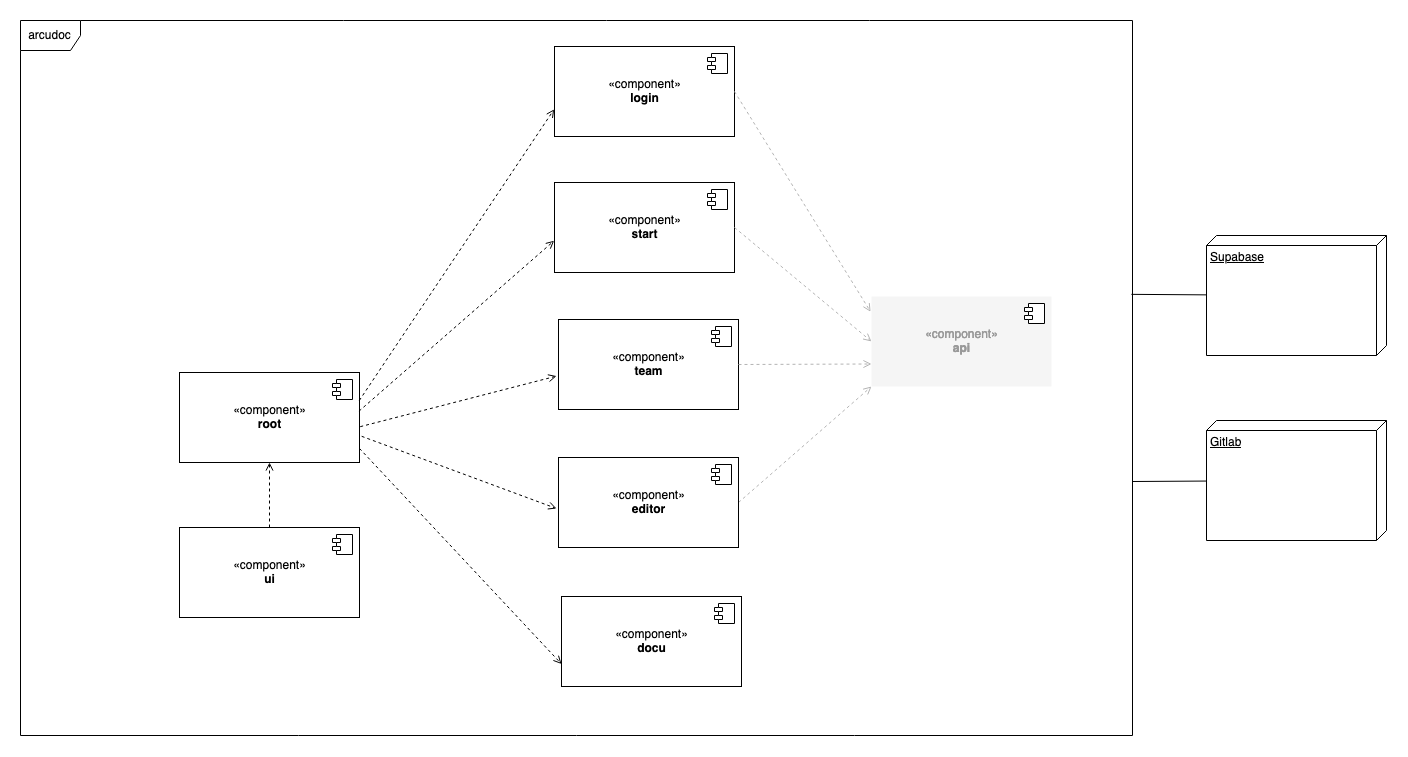 arcudoc
«component»
login
«component»
start
«component»
team
«component»
api
«component»
root
«component»
editor
«component»
ui
«component»
docu
Supabase
Gitlab